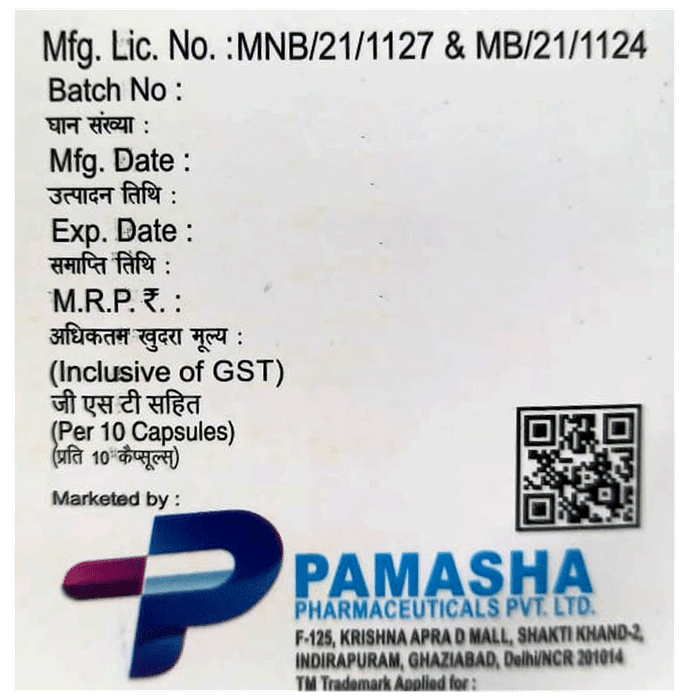 Mfg. Lic. No. :MNB/21/1127 & MB/21/1124
Batch No :
घान संख्या :
Mfg. Date :
उत्पादन तिथि :
Exp. Date :
समाप्ति तिथि :
M.R.P. ₹. :
अधिकतम खुदरा मूल्य :
(Inclusive of GST)
जी एस टी सहित
(Per 10 Capsules)
(प्रति 10 कैप्सूल्स)
Marketed by :
PAMASHA
PHARMACEUTICALS PVT. LTD.
F-125, KRISHNA APRA D MALL, SHAKTI KHAND-2,
INDIRAPURAM, GHAZIABAD, Delhi/NCR 201014
TM Trademark Applied for :